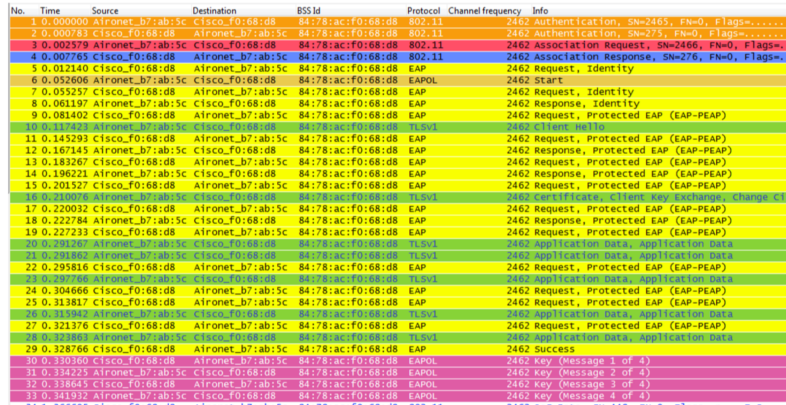 No. Time Source Destination BSS Id Protocol Channel frequency Info
1 0.000000 Aironet_b7:ab:5c Cisco_f0:68:d8 84:78:ac:f0:68:d8 802.11 2462 Authentication, SN=2465, FN=0, Flags=.......
2 0.000783 Cisco_f0:68:d8 Aironet_b7:ab:5c 84:78:ac:f0:68:d8 802.11 2462 Authentication, SN=275, FN=0, Flags=........
3 0.002579 Aironet_b7:ab:5c Cisco_f0:68:d8 84:78:ac:f0:68:d8 802.11 2462 Association Request, SN=2466, FN=0, Flags=.
4 0.007765 Cisco_f0:68:d8 Aironet_b7:ab:5c 84:78:ac:f0:68:d8 802.11 2462 Association Response, SN=276, FN=0, Flags=.
5 0.012140 Cisco_f0:68:d8 Aironet_b7:ab:5c 84:78:ac:f0:68:d8 EAP 2462 Request, Identity
6 0.052606 Aironet_b7:ab:5c Cisco_f0:68:d8 84:78:ac:f0:68:d8 EAPOL 2462 Start
7 0.055257 Cisco_f0:68:d8 Aironet_b7:ab:5c 84:78:ac:f0:68:d8 EAP 2462 Request, Identity
8 0.061197 Aironet_b7:ab:5c Cisco_f0:68:d8 84:78:ac:f0:68:d8 EAP 2462 Response, Identity
9 0.081402 Cisco_f0:68:d8 Aironet_b7:ab:5c 84:78:ac:f0:68:d8 EAP 2462 Request, Protected EAP (EAP-PEAP)
10 0.117423 Aironet_b7:ab:5c Cisco_f0:68:d8 84:78:ac:f0:68:d8 TLSv1 2462 Client Hello
11 0.145293 Cisco_f0:68:d8 Aironet_b7:ab:5c 84:78:ac:f0:68:d8 EAP 2462 Request, Protected EAP (EAP-PEAP)
12 0.167145 Aironet_b7:ab:5c Cisco_f0:68:d8 84:78:ac:f0:68:d8 EAP 2462 Response, Protected EAP (EAP-PEAP)
13 0.183267 Cisco_f0:68:d8 Aironet_b7:ab:5c 84:78:ac:f0:68:d8 EAP 2462 Request, Protected EAP (EAP-PEAP)
14 0.196221 Aironet_b7:ab:5c Cisco_f0:68:d8 84:78:ac:f0:68:d8 EAP 2462 Response, Protected EAP (EAP-PEAP)
15 0.201527 Cisco_f0:68:d8 Aironet_b7:ab:5c 84:78:ac:f0:68:d8 EAP 2462 Request, Protected EAP (EAP-PEAP)
16 0.210076 Aironet_b7:ab:5c Cisco_f0:68:d8 84:78:ac:f0:68:d8 TLSv1 2462 Certificate, Client Key Exchange, Change Ci
17 0.220032 Cisco_f0:68:d8 Aironet_b7:ab:5c 84:78:ac:f0:68:d8 EAP 2462 Request, Protected EAP (EAP-PEAP)
18 0.222784 Aironet_b7:ab:5c Cisco_f0:68:d8 84:78:ac:f0:68:d8 EAP 2462 Response, Protected EAP (EAP-PEAP)
19 0.227233 Cisco_f0:68:d8 Aironet_b7:ab:5c 84:78:ac:f0:68:d8 EAP 2462 Request, Protected EAP (EAP-PEAP)
20 0.291267 Aironet_b7:ab:5c Cisco_f0:68:d8 84:78:ac:f0:68:d8 TLSv1 2462 Application Data, Application Data
21 0.291862 Aironet_b7:ab:5c Cisco_f0:68:d8 84:78:ac:f0:68:d8 TLSv1 2462 Application Data, Application Data
22 0.295816 Cisco_f0:68:d8 Aironet_b7:ab:5c 84:78:ac:f0:68:d8 EAP 2462 Request, Protected EAP (EAP-PEAP)
23 0.297766 Aironet_b7:ab:5c Cisco_f0:68:d8 84:78:ac:f0:68:d8 TLSv1 2462 Application Data, Application Data
24 0.304666 Cisco_f0:68:d8 Aironet_b7:ab:5c 84:78:ac:f0:68:d8 EAP 2462 Request, Protected EAP (EAP-PEAP)
25 0.313817 Cisco_f0:68:d8 Aironet_b7:ab:5c 84:78:ac:f0:68:d8 EAP 2462 Request, Protected EAP (EAP-PEAP)
26 0.315942 Aironet_b7:ab:5c Cisco_f0:68:d8 84:78:ac:f0:68:d8 TLSv1 2462 Application Data, Application Data
27 0.321376 Cisco_f0:68:d8 Aironet_b7:ab:5c 84:78:ac:f0:68:d8 EAP 2462 Request, Protected EAP (EAP-PEAP)
28 0.323863 Aironet_b7:ab:5c Cisco_f0:68:d8 84:78:ac:f0:68:d8 TLSv1 2462 Application Data, Application Data
29 0.328766 Cisco_f0:68:d8 Aironet_b7:ab:5c 84:78:ac:f0:68:d8 EAP 2462 Success
30 0.330360 Cisco_f0:68:d8 Aironet_b7:ab:5c 84:78:ac:f0:68:d8 EAPOL 2462 Key (Message 1 of 4)
31 0.334225 Aironet_b7:ab:5c Cisco_f0:68:d8 84:78:ac:f0:68:d8 EAPOL 2462 Key (Message 2 of 4)
32 0.338645 Cisco_f0:68:d8 Aironet_b7:ab:5c 84:78:ac:f0:68:d8 EAPOL 2462 Key (Message 3 of 4)
33 0.341932 Aironet_b7:ab:5c Cisco_f0:68:d8 84:78:ac:f0:68:d8 EAPOL 2462 Key (Message 4 of 4)